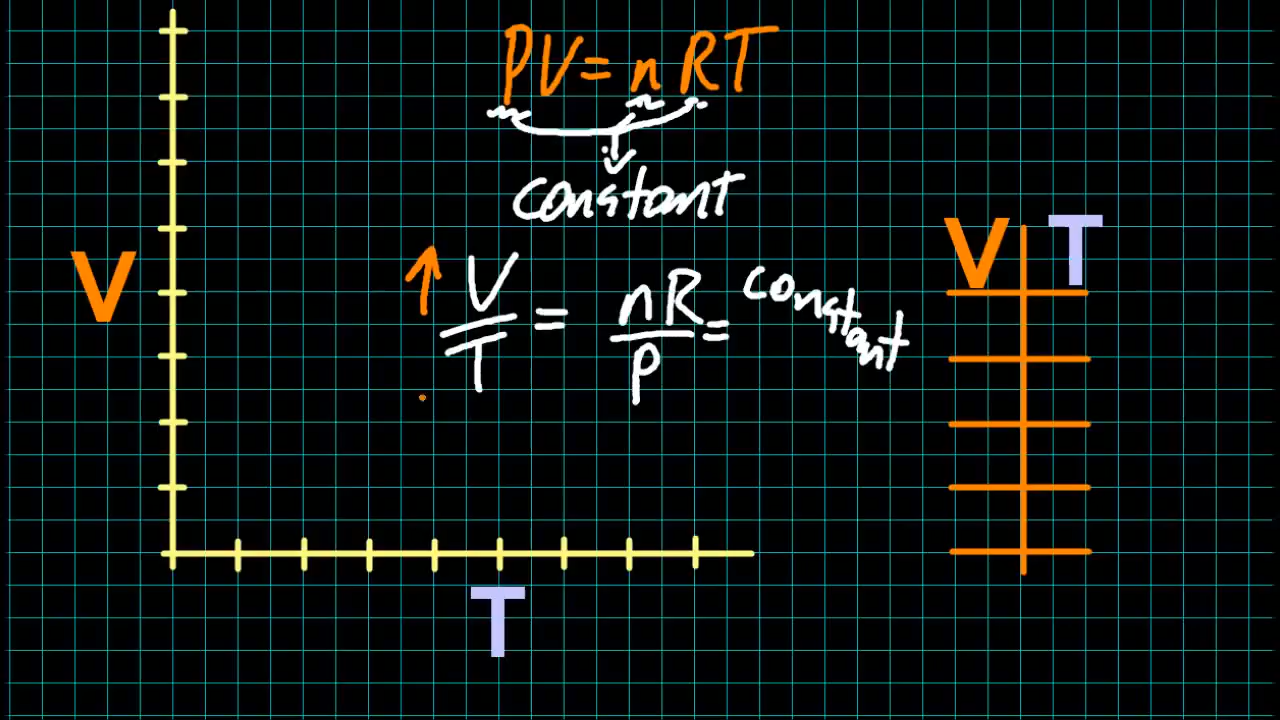 PV = nRT
constant
V/T = nR/P = constant
V
T
V T